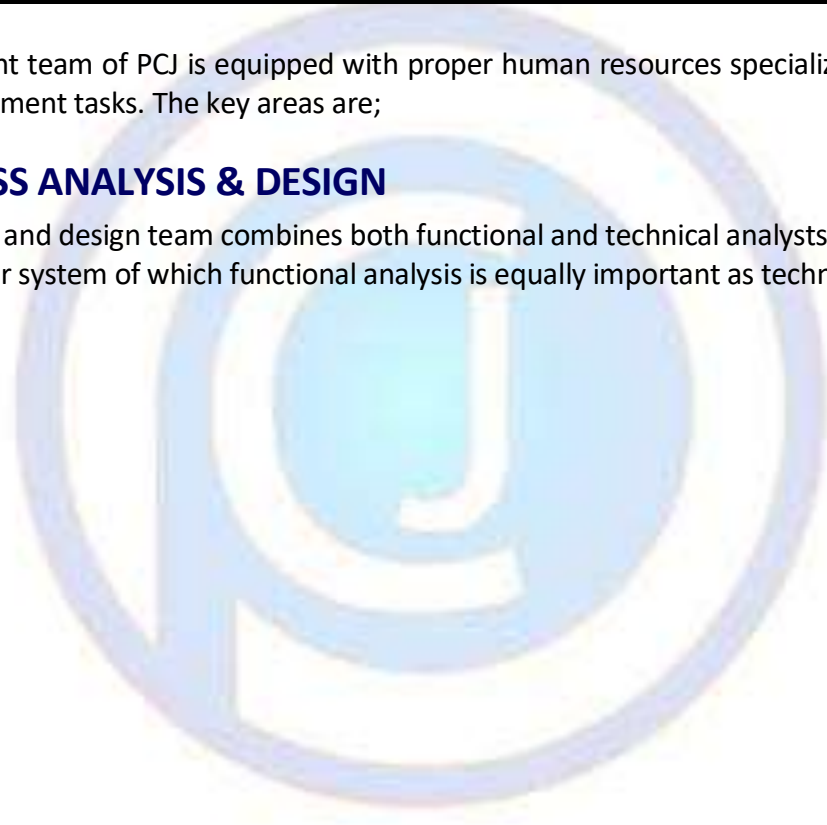 nt team of PCJ is equipped with proper human resources specializ
ment tasks. The key areas are;
SS ANALYSIS & DESIGN
and design team combines both functional and technical analysts
r system of which functional analysis is equally important as techn
PCJ